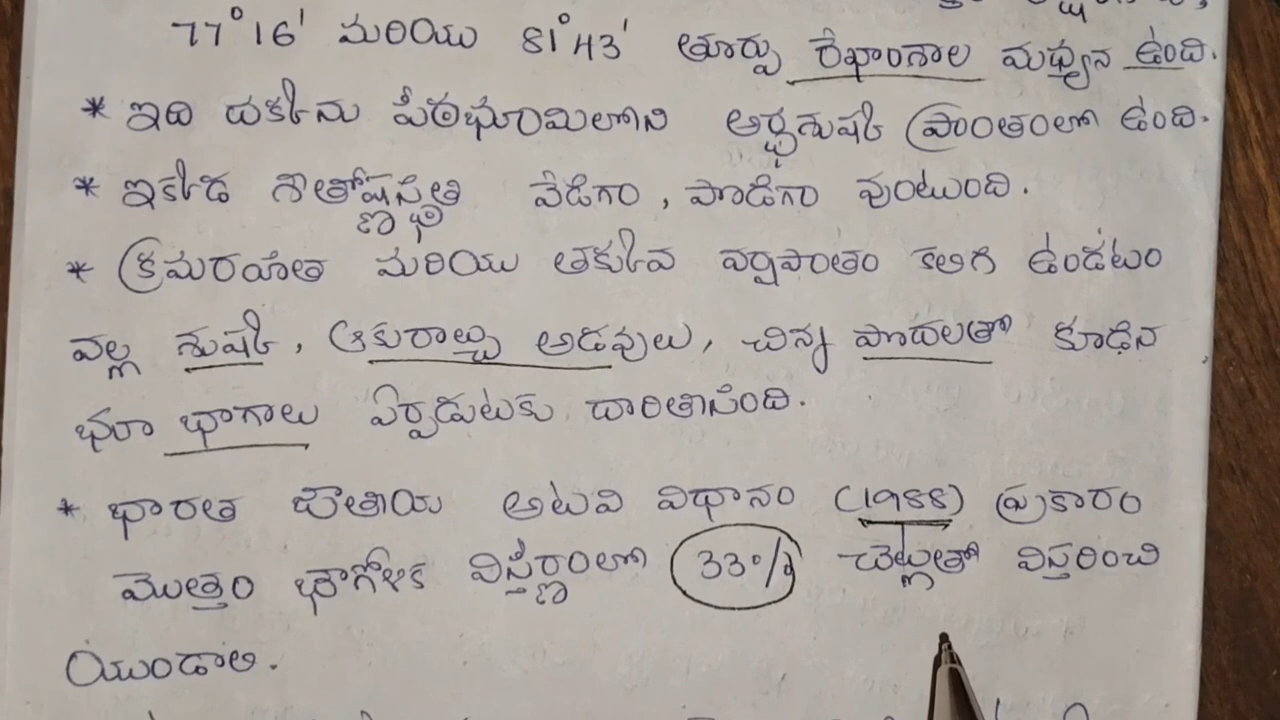 77°16' మరియు 81°43' తూర్పు రేఖాంశాల మధ్యన ఉంది.
* ఇది దక్కను పీఠభూమిలోని అర్ధశుష్క ప్రాంతంలో ఉంది.
* ఇక్కడ శీతోష్ణస్థితి వేడిగా, పొడిగా వుంటుంది.
* క్రమరహిత మరియు తక్కువ వర్షపాతం కలిగి ఉండటం
వల్ల శుష్క, ఆకురాల్చు అడవులు, చిన్న పొదలతో కూడిన
భూ భాగాలు ఏర్పడుటకు దారితీసింది.
* భారత జాతీయ అటవీ విధానం (1988) ప్రకారం
మొత్తం భౌగోళిక విస్తీర్ణంలో 33% చెట్లతో విస్తరించి
యుండాలి.